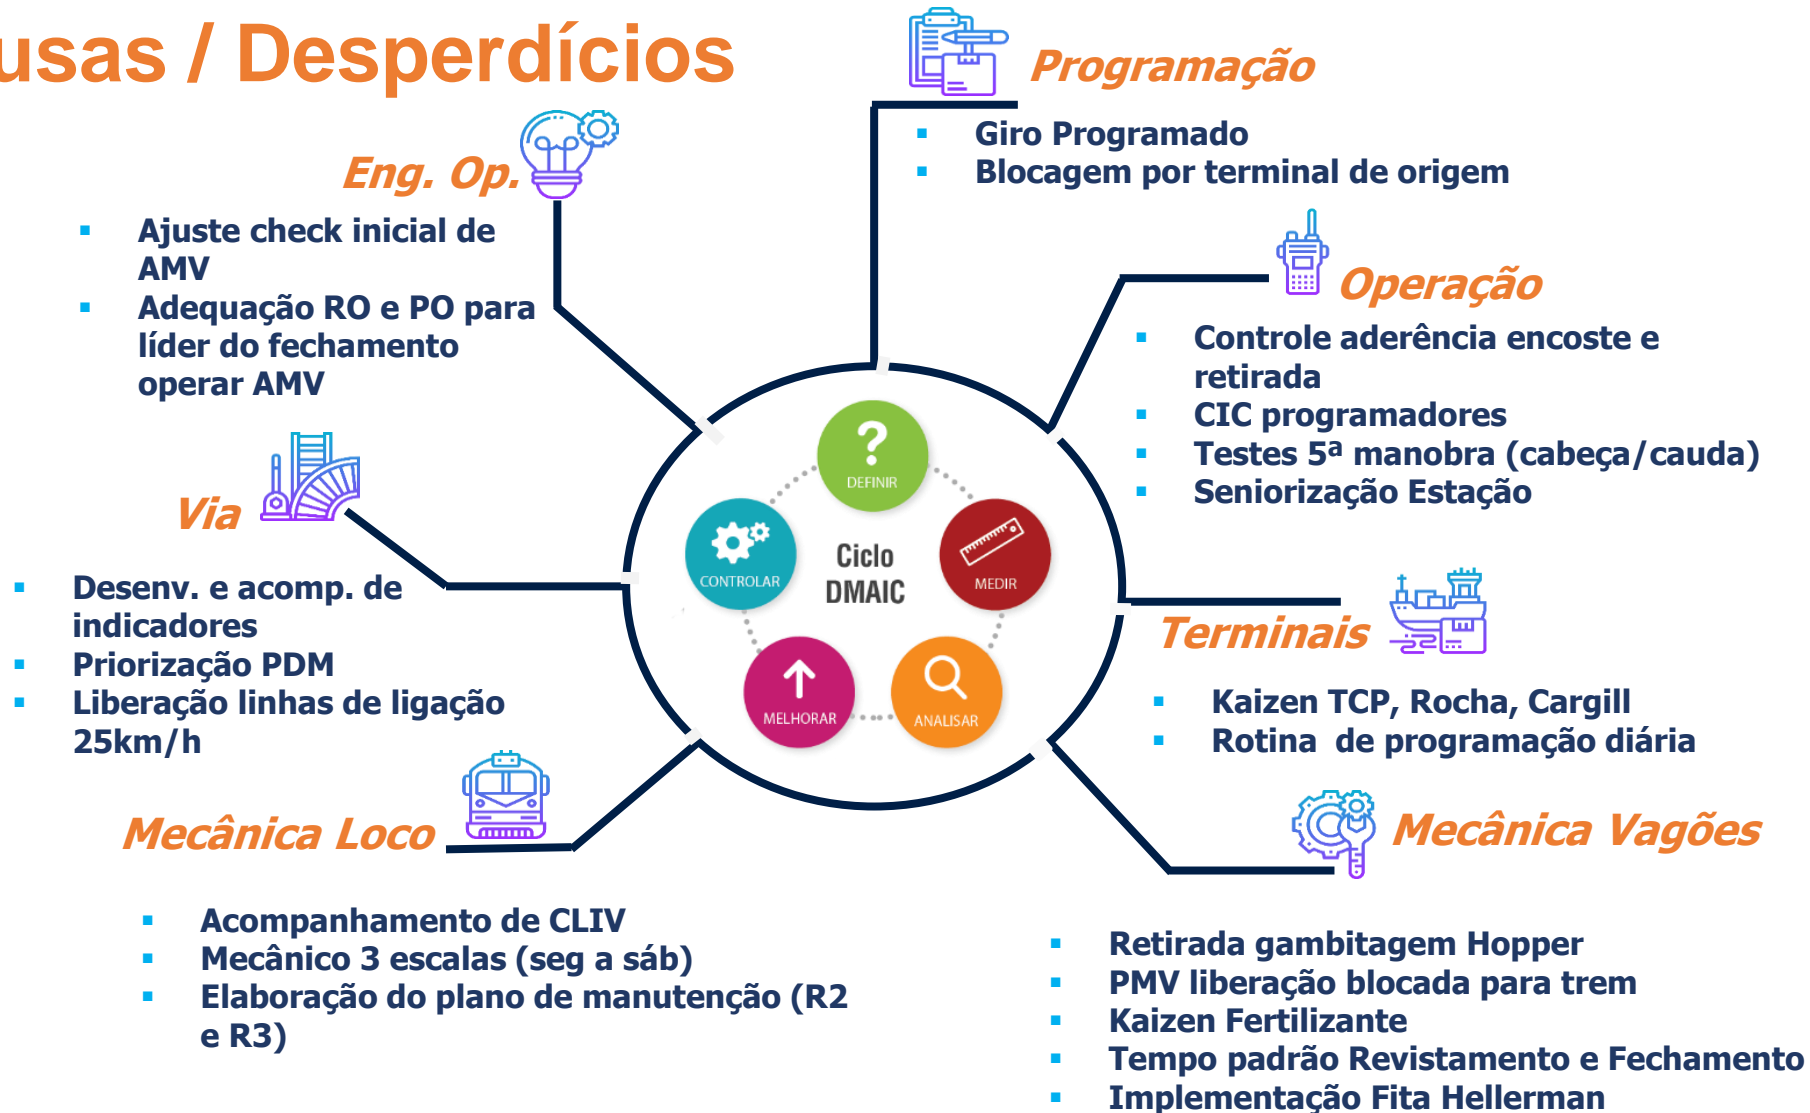 usas / Desperdícios
Programação
Giro Programado
Blocagem por terminal de origem
Eng. Op.
Ajuste check inicial de
AMV
Adequação RO e PO para
líder do fechamento
operar AMV
Operação
Controle aderência encoste e
retirada
CIC programadores
Testes 5ª manobra (cabeça/cauda)
Seniorização Estação
Via
Desenv. e acomp. de
indicadores
Priorização PDM
Liberação linhas de ligação
25km/h
DEFINIR
MEDIR
ANALISAR
MELHORAR
CONTROLAR
Ciclo
DMAIC
Terminais
Kaizen TCP, Rocha, Cargill
Rotina de programação diária
Mecânica Loco
Acompanhamento de CLIV
Mecânico 3 escalas (seg a sáb)
Elaboração do plano de manutenção (R2
e R3)
Mecânica Vagões
Retirada gambitagem Hopper
PMV liberação blocada para trem
Kaizen Fertilizante
Tempo padrão Revistamento e Fechamento
Implementação Fita Hellerman